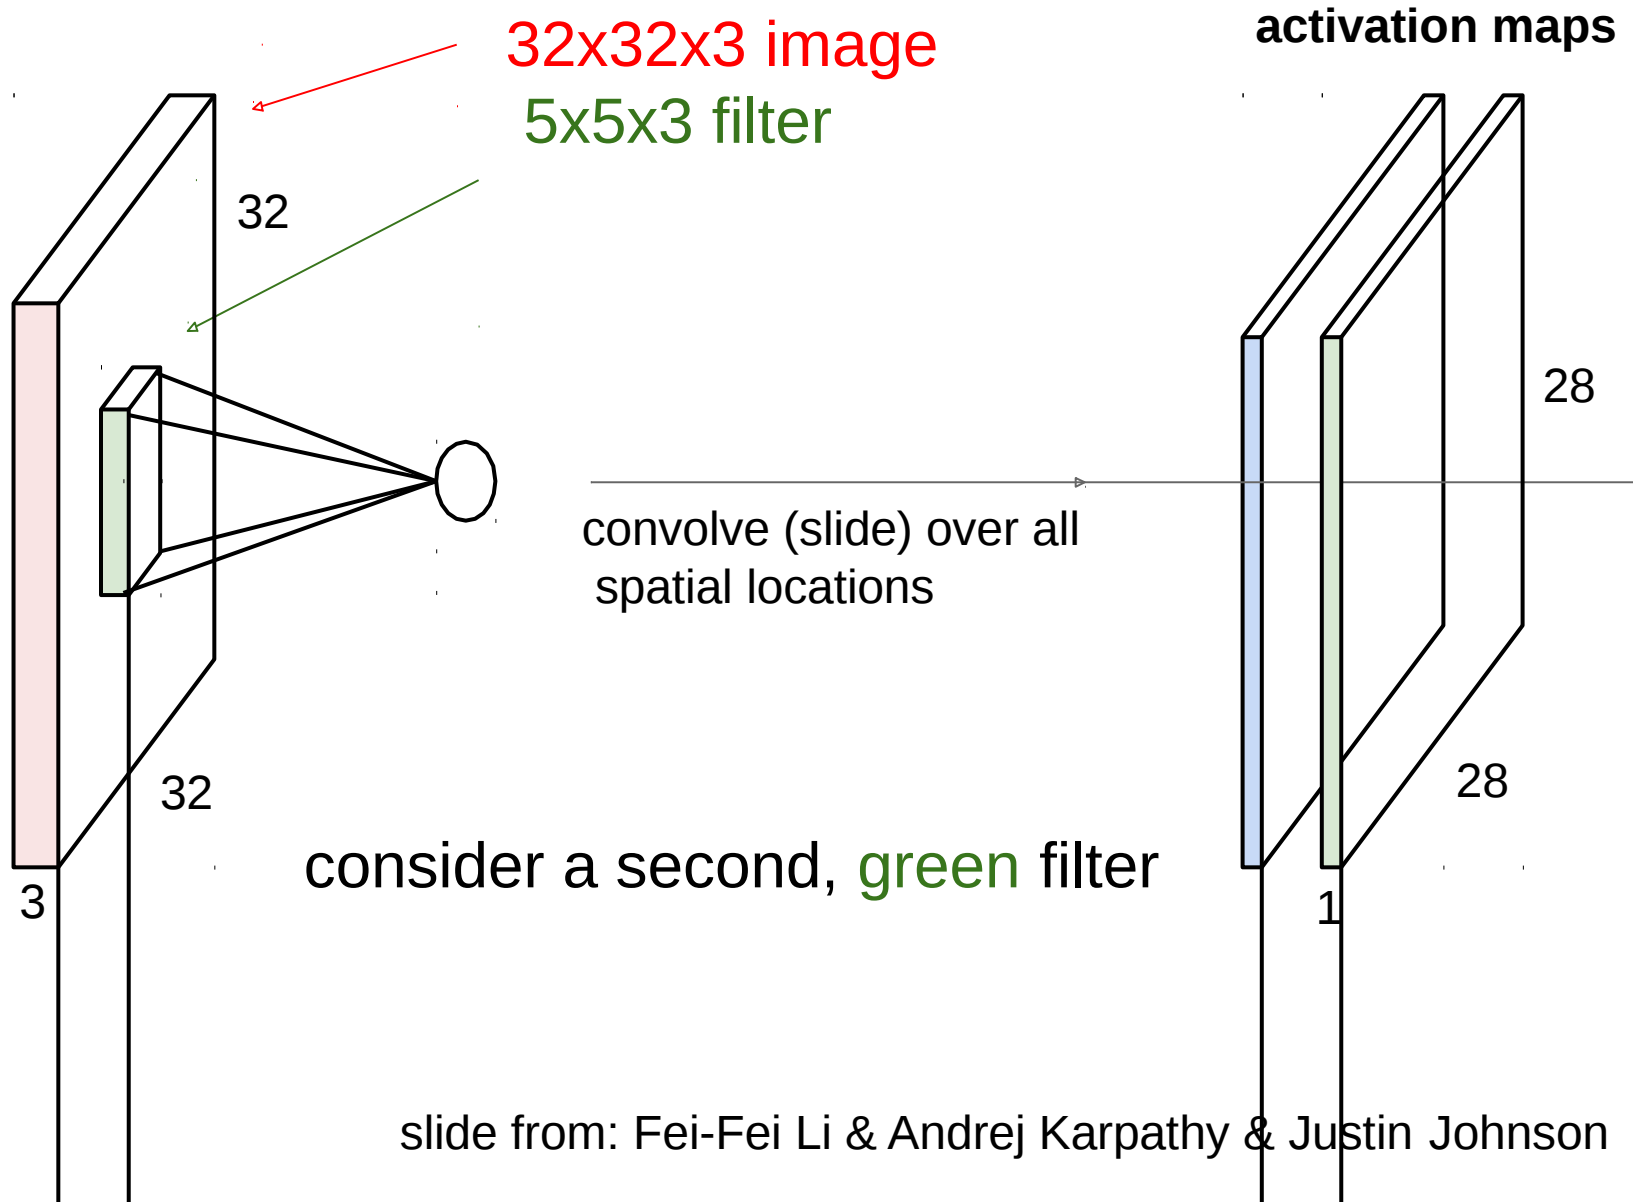 activation maps
32x32x3 image
5x5x3 filter
32
28
convolve (slide) over all
spatial locations
32
28
consider a second, green filter
3
1
slide from: Fei-Fei Li & Andrej Karpathy & Justin Johnson